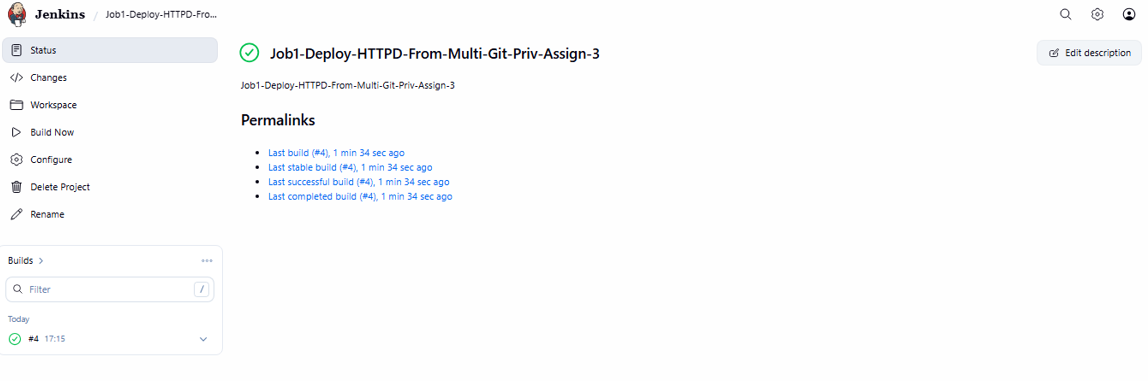 Jenkins / Job1-Deploy-HTTPD-Fro...
Status
Changes
Workspace
Build Now
Configure
Delete Project
Rename
Builds
Filter /
Today
#4 17:15
Job1-Deploy-HTTPD-From-Multi-Git-Priv-Assign-3
Edit description
Job1-Deploy-HTTPD-From-Multi-Git-Priv-Assign-3
Permalinks
Last build (#4), 1 min 34 sec ago
Last stable build (#4), 1 min 34 sec ago
Last successful build (#4), 1 min 34 sec ago
Last completed build (#4), 1 min 34 sec ago